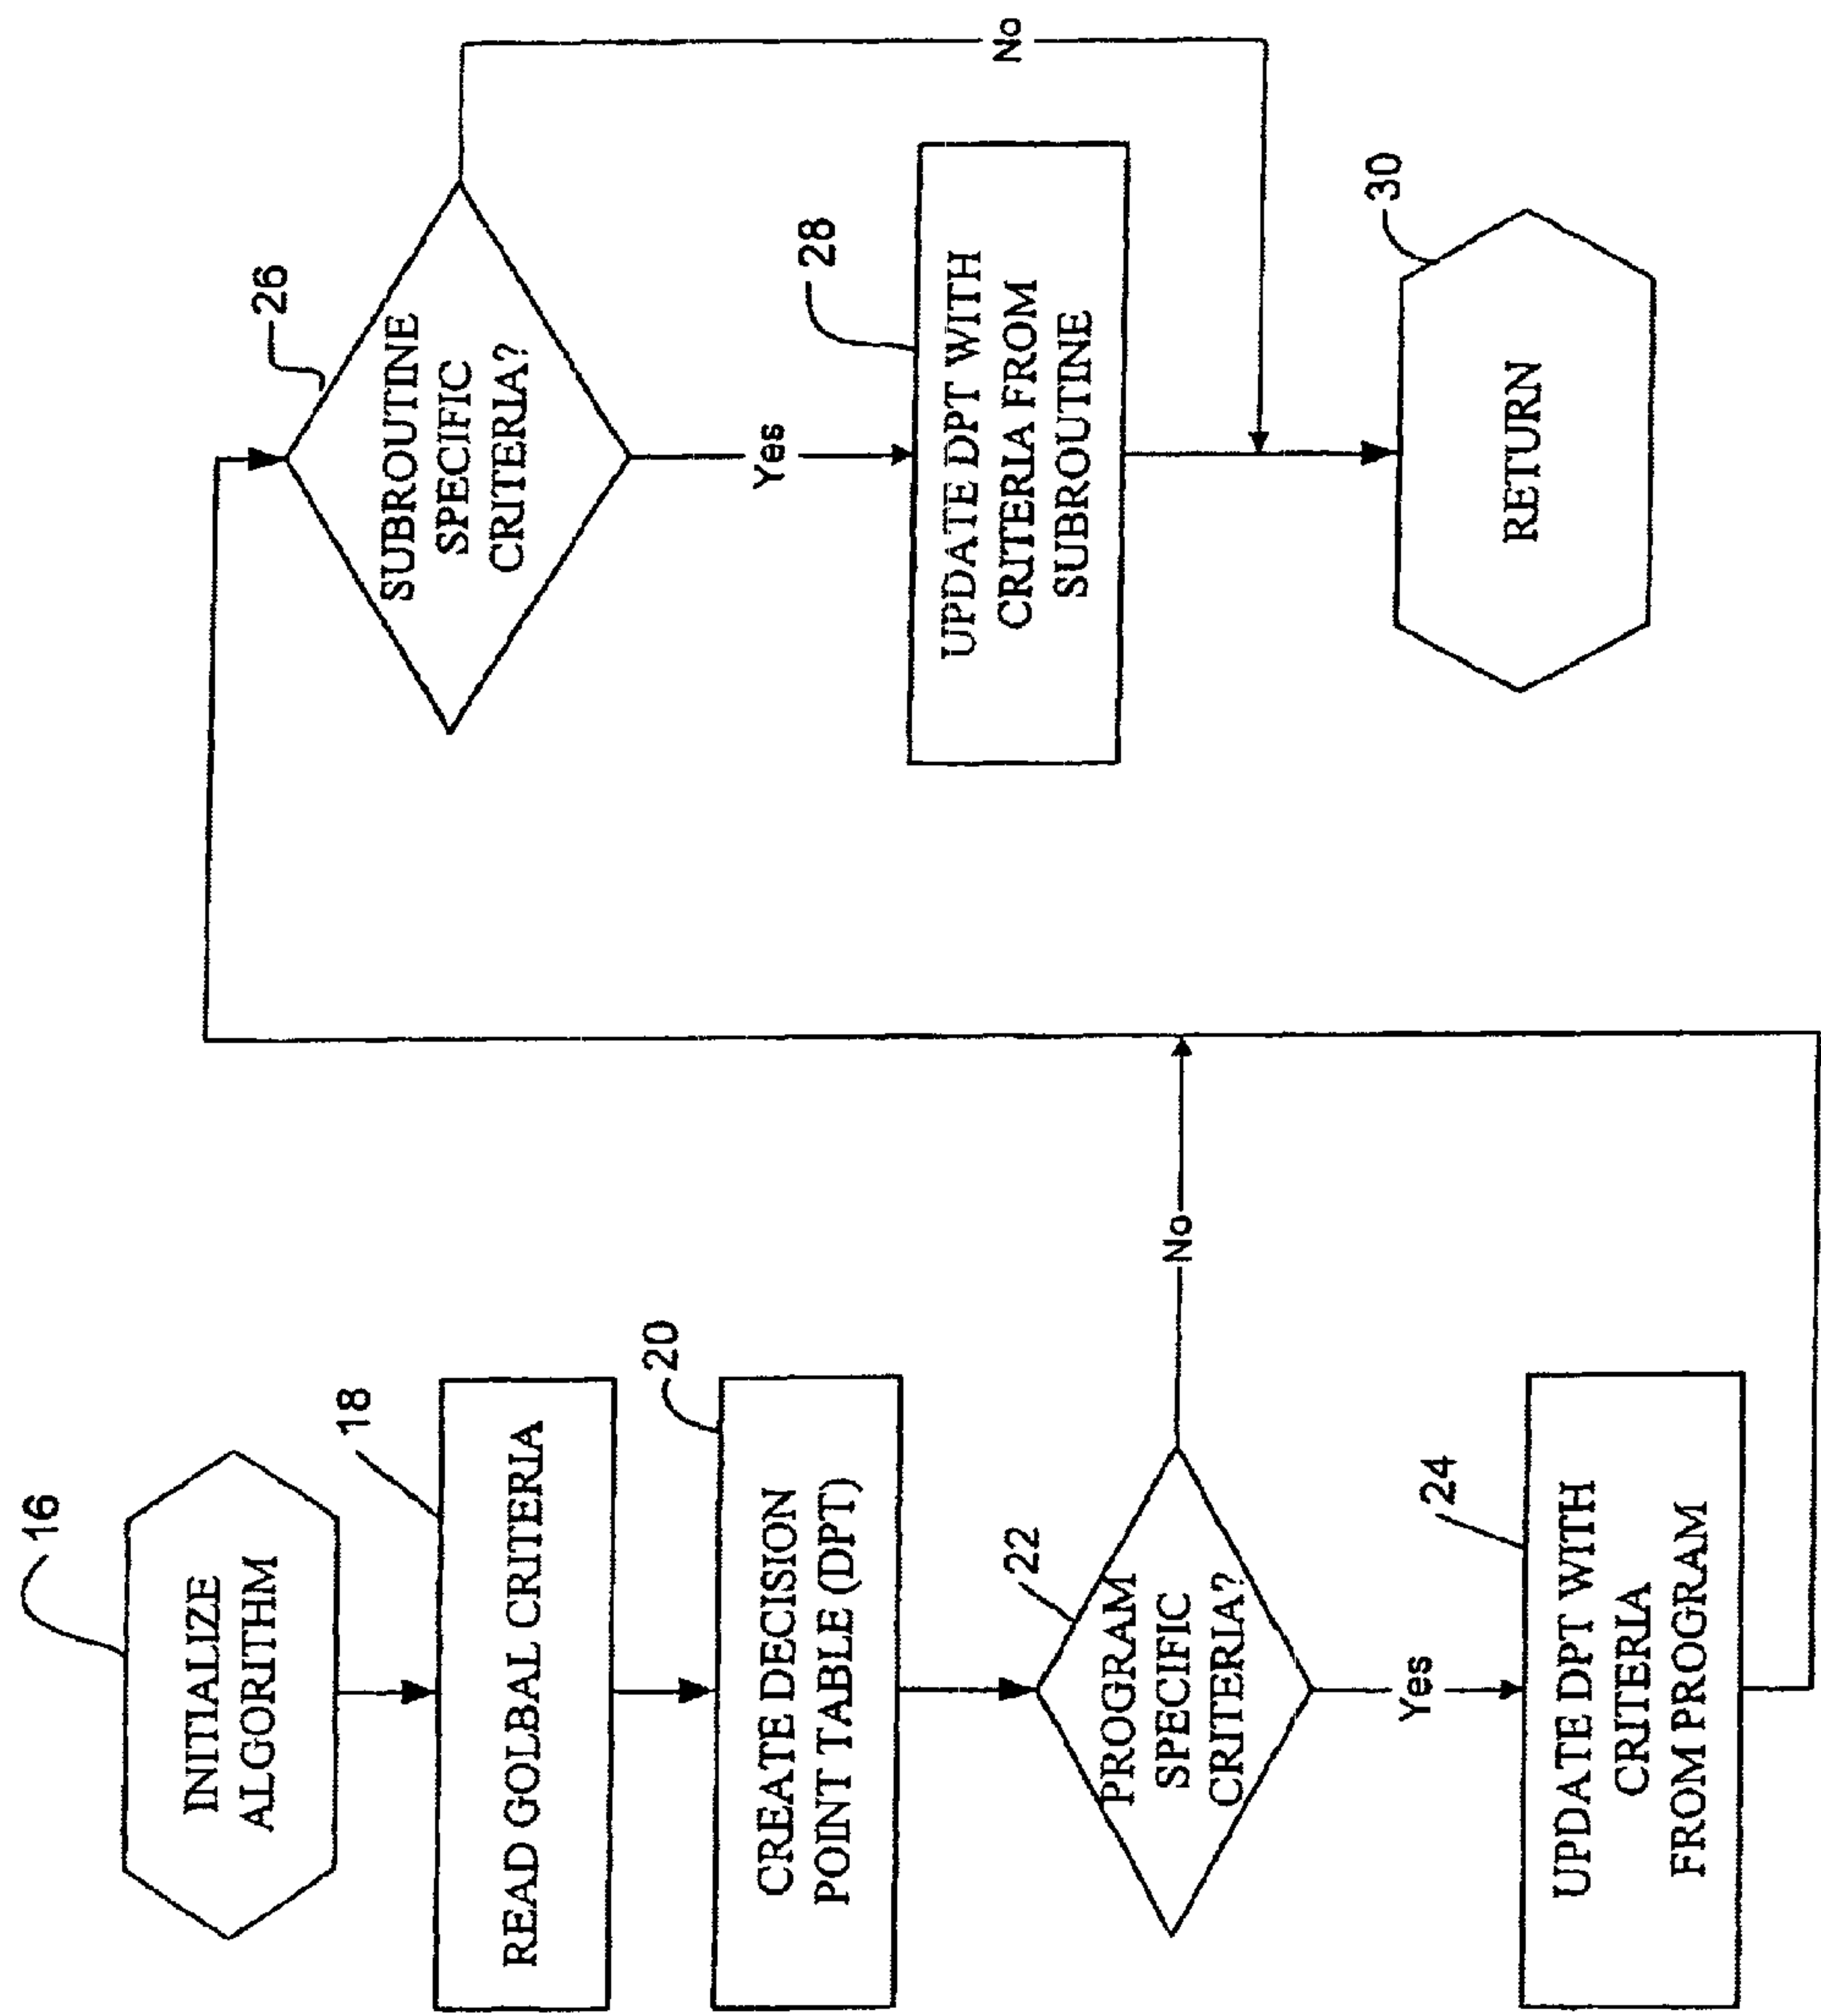 16
INITIALIZE
ALGORITHM
18
READ GOLBAL CRITERIA
20
CREATE DECISION
POINT TABLE (DPT)
22
PROGRAM
SPECIFIC
CRITERIA?
No
Yes
24
UPDATE DPT WITH
CRITERIA
FROM PROGRAM
26
SUBROUTINE
SPECIFIC
CRITERIA?
No
Yes
28
UPDATE DPT WITH
CRITERIA FROM
SUBROUTINE
30
RETURN